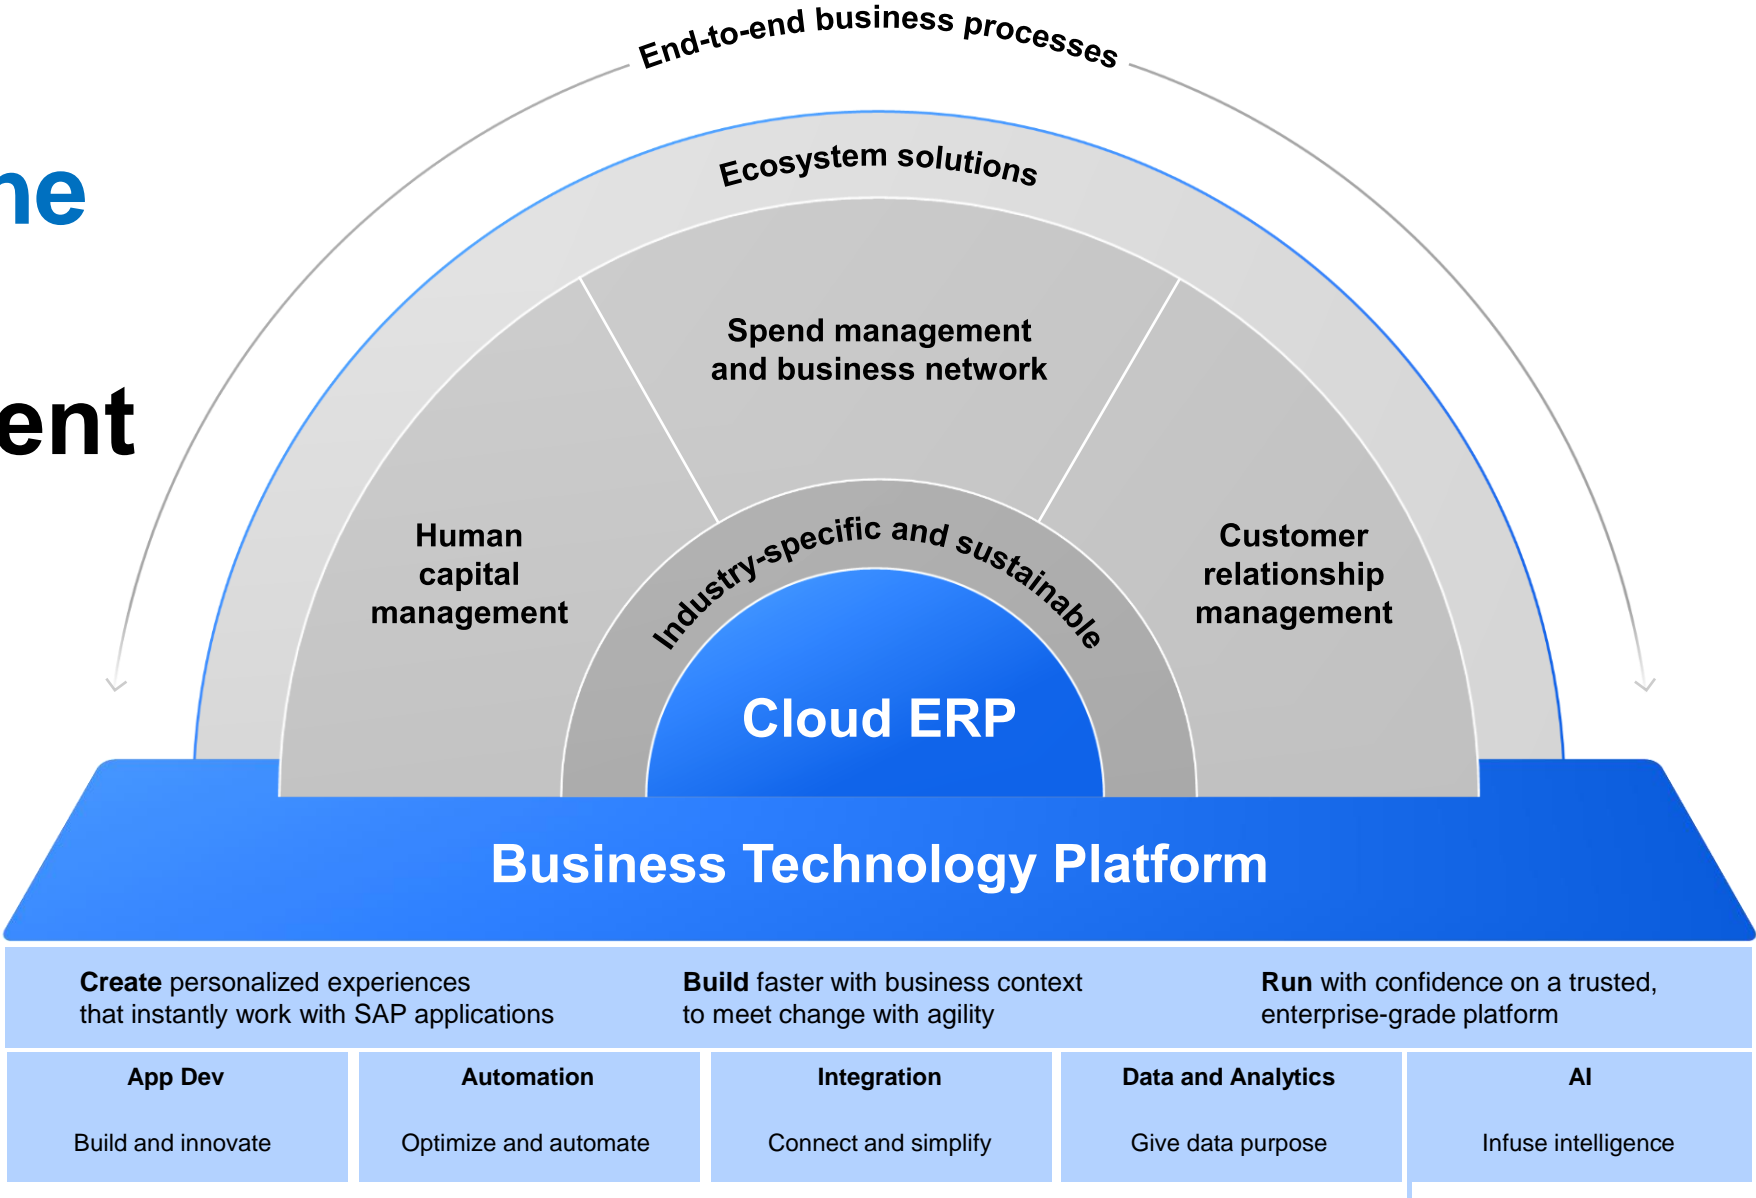 End-to-end business processes
Ecosystem solutions
Spend management
and business network
Human
capital
management
Customer
relationship
management
Industry-specific and sustainable
Cloud ERP
Business Technology Platform
Create personalized experiences
that instantly work with SAP applications
Build faster with business context
to meet change with agility
Run with confidence on a trusted,
enterprise-grade platform
App Dev
Build and innovate
Automation
Optimize and automate
Integration
Connect and simplify
Data and Analytics
Give data purpose
AI
Infuse intelligence